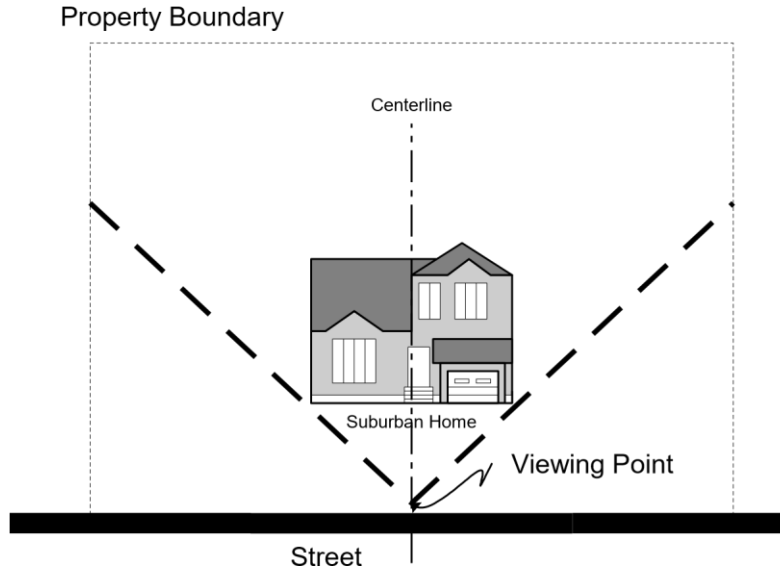 Property Boundary
Centerline
Suburban Home
Viewing Point
Street